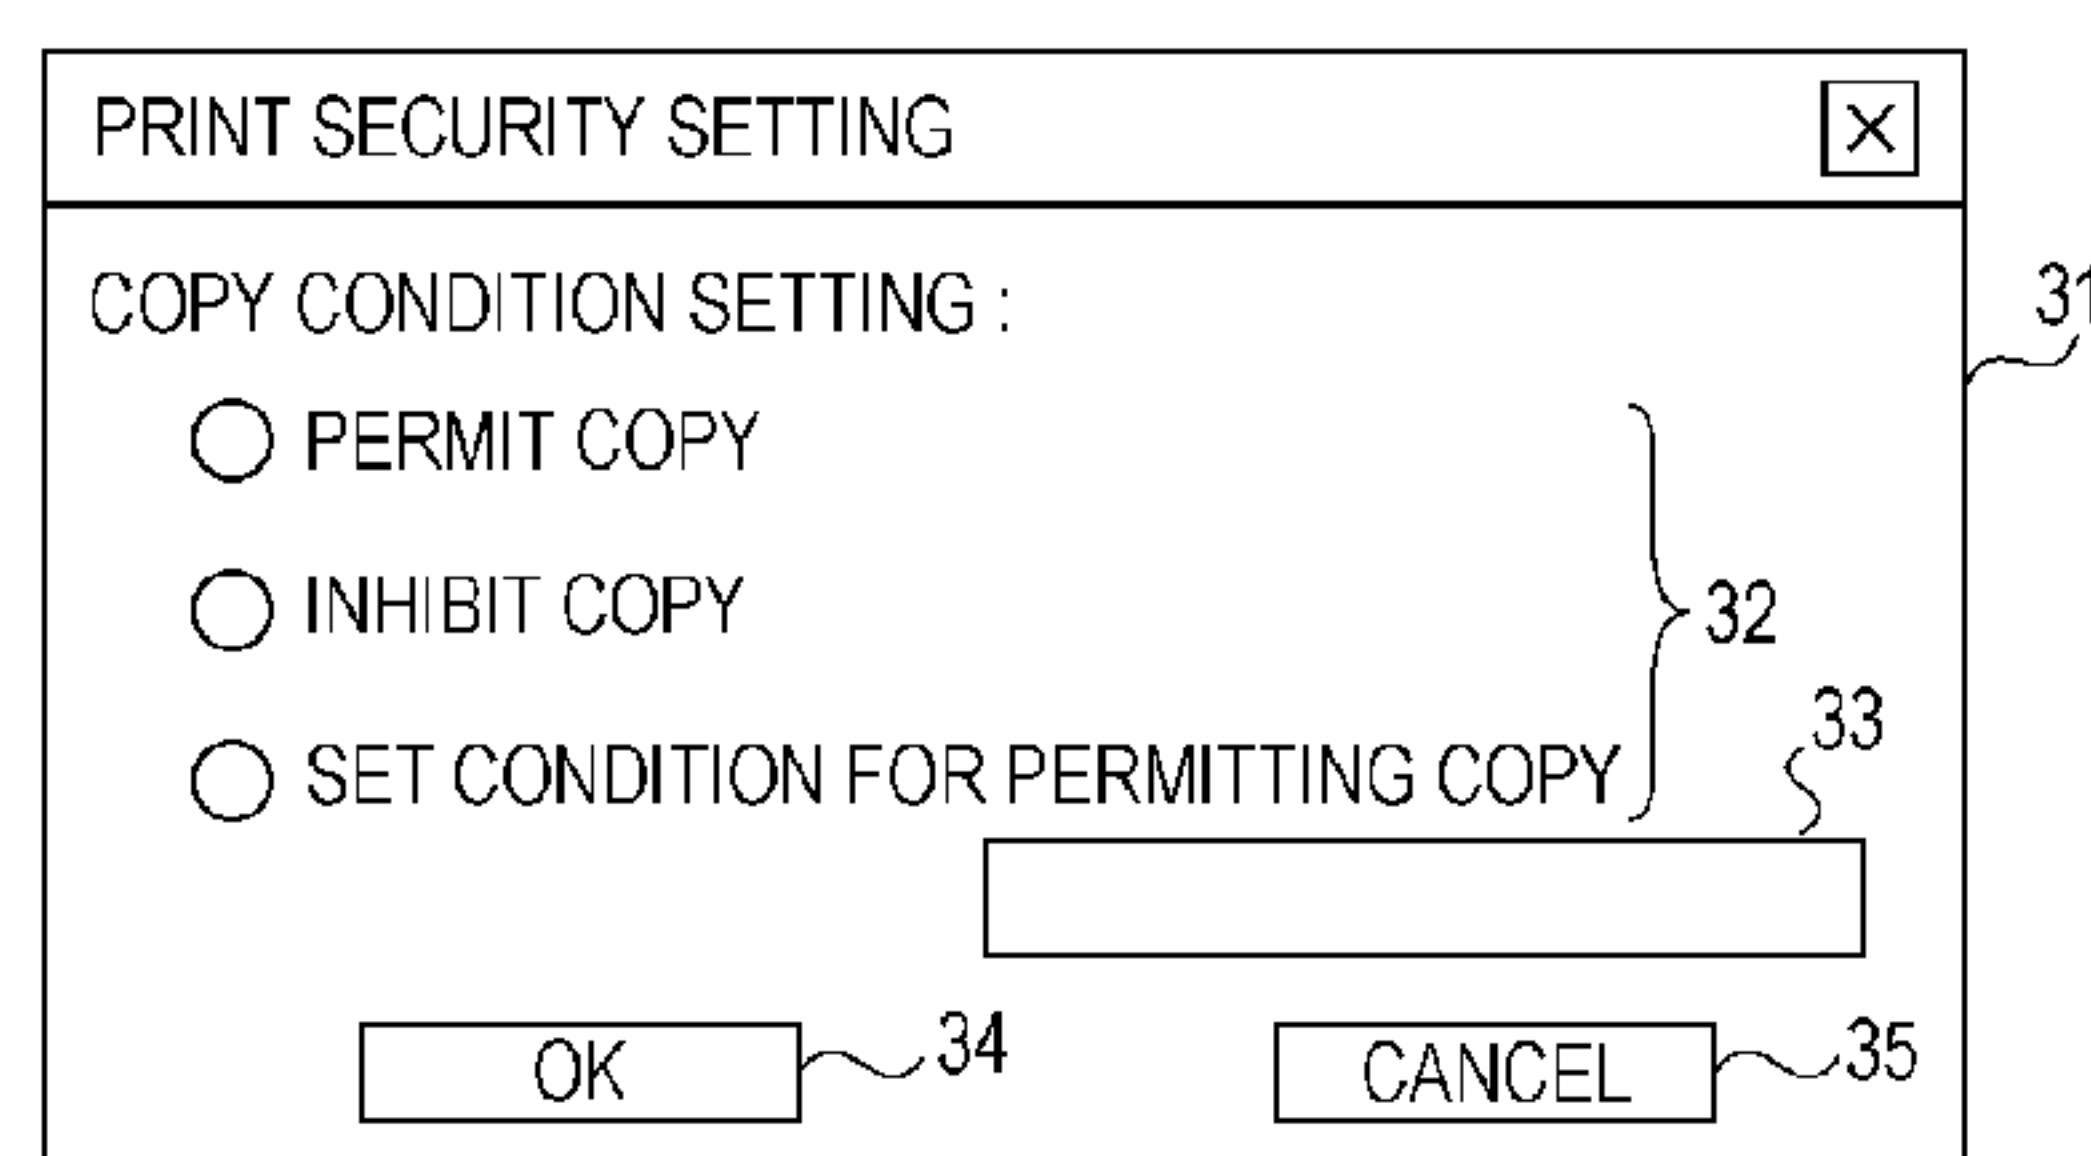 PRINT SECURITY SETTING X
COPY CONDITION SETTING :
31
PERMIT COPY
INHIBIT COPY
32
33
SET CONDITION FOR PERMITTING COPY
OK 34 CANCEL 35